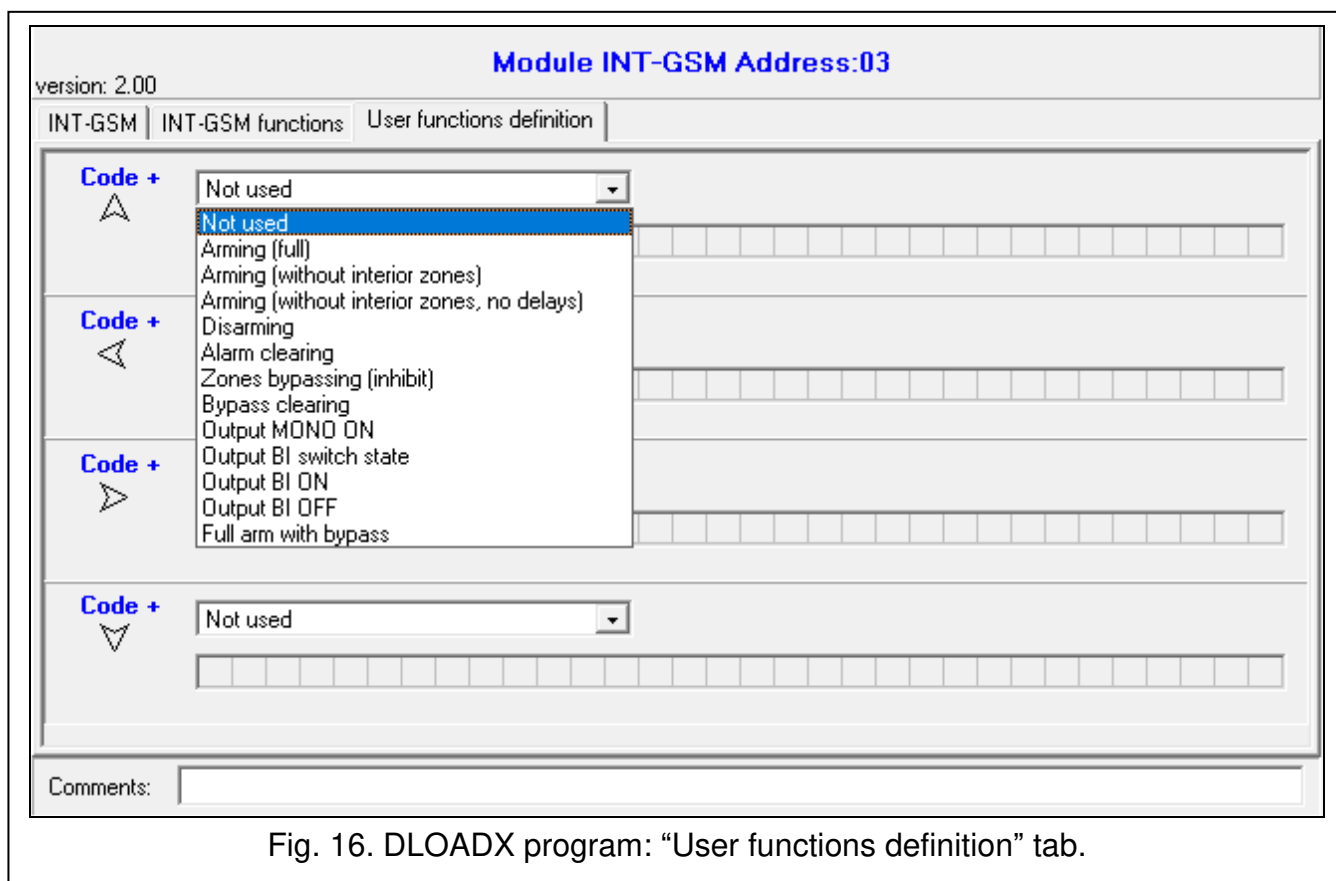 Module INT-GSM Address:03
version: 2.00
INT-GSM INT-GSM functions User functions definition
Code +
Not used
Not used
Arming (full)
Arming (without interior zones)
Arming (without interior zones, no delays)
Code +
Disarming
Alarm clearing
Zones bypassing (inhibit)
Bypass clearing
Output MONO ON
Code +
Output BI switch state
Output BI ON
Output BI OFF
Full arm with bypass
Code +
Not used
Comments:
Fig. 16. DLOADX program: “User functions definition” tab.